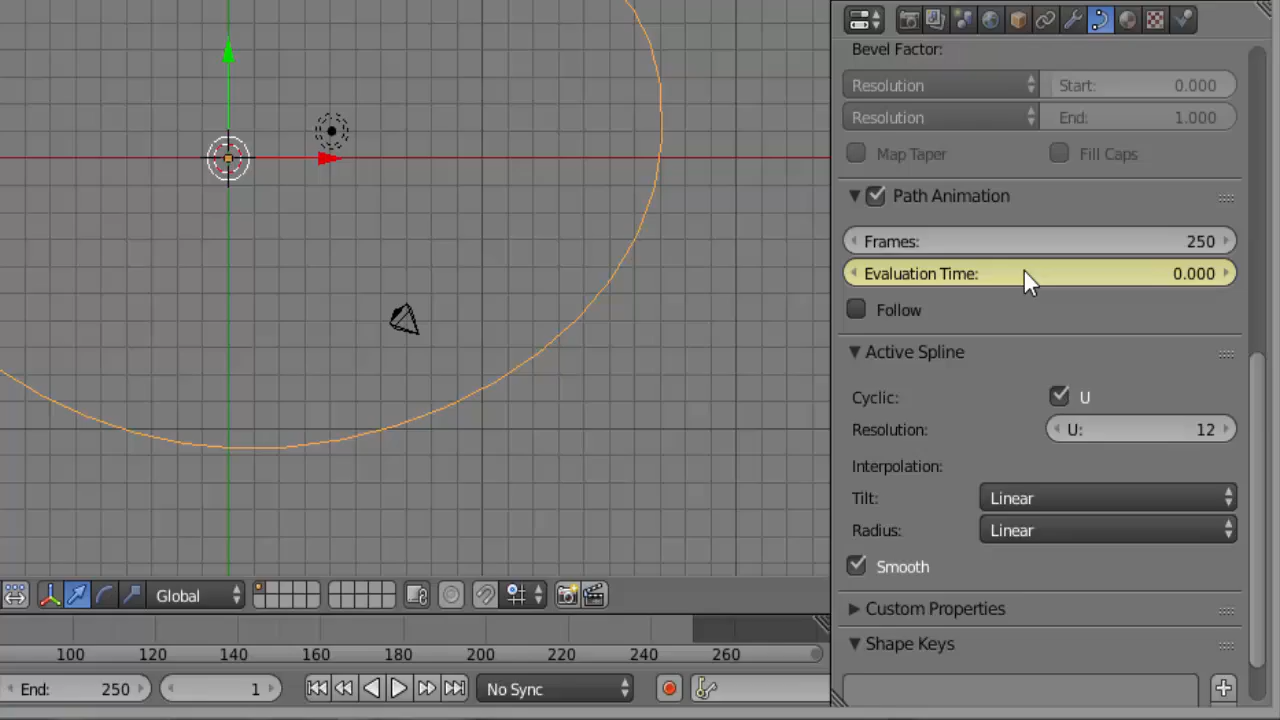 Bevel Factor:
Resolution Start: 0.000
Resolution End: 1.000
Map Taper Fill Caps
Path Animation
Frames: 250
Evaluation Time: 0.000
Follow
Active Spline
Cyclic: U
Resolution: U: 12
Interpolation:
Tilt: Linear
Radius: Linear
Smooth
Global
Custom Properties
Shape Keys
100 120 140 160 180 200 220 240 260
End: 250 1 No Sync